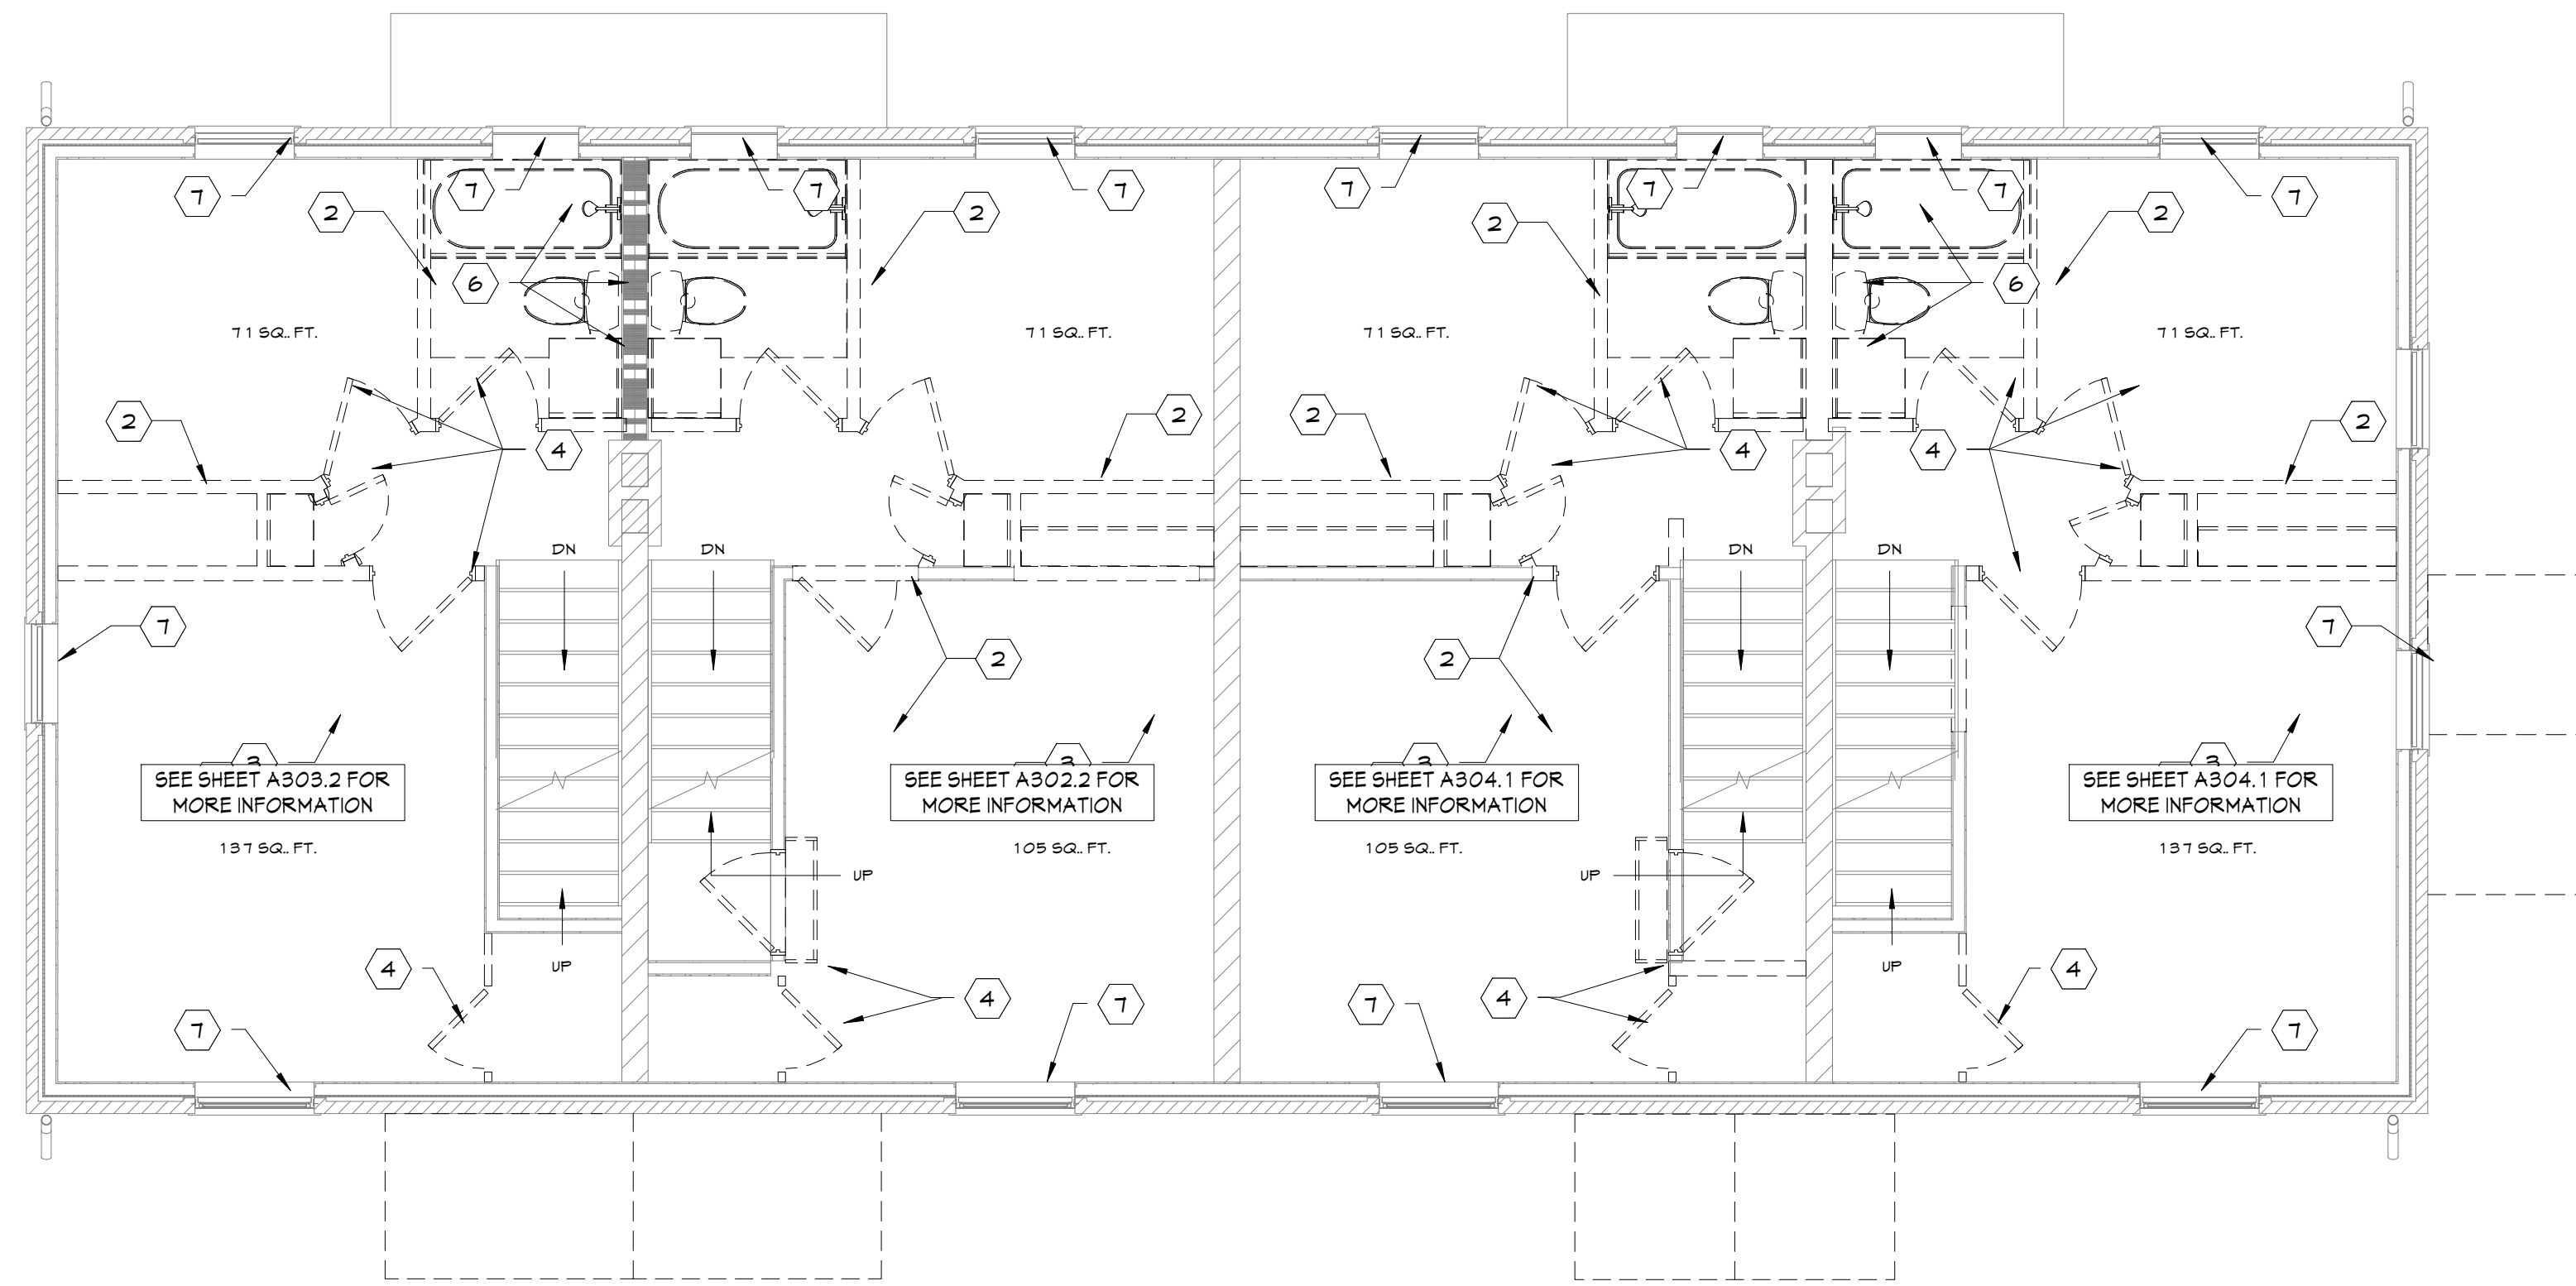 7
7
7
7
7
7
7
7
2
2
2
2
6
6
71 SQ.. FT.
71 SQ.. FT.
71 SQ.. FT.
71 SQ.. FT.
2
2
2
2
4
4
4
DN
DN
DN
DN
7
7
2
2
3
3
3
3
SEE SHEET A303.2 FOR
MORE INFORMATION
SEE SHEET A302.2 FOR
MORE INFORMATION
SEE SHEET A304.1 FOR
MORE INFORMATION
SEE SHEET A304.1 FOR
MORE INFORMATION
137 SQ.. FT.
105 SQ.. FT.
105 SQ.. FT.
137 SQ.. FT.
UP
UP
UP
UP
4
4
4
4
7
7
7
7